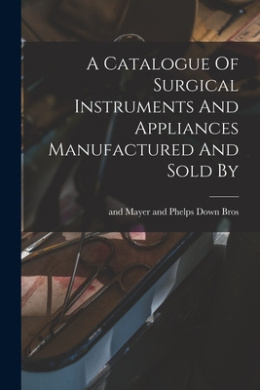 A Catalogue Of
Surgical
Instruments And
Appliances
Manufactured And
Sold By
and Mayer and Phelps Down Bros